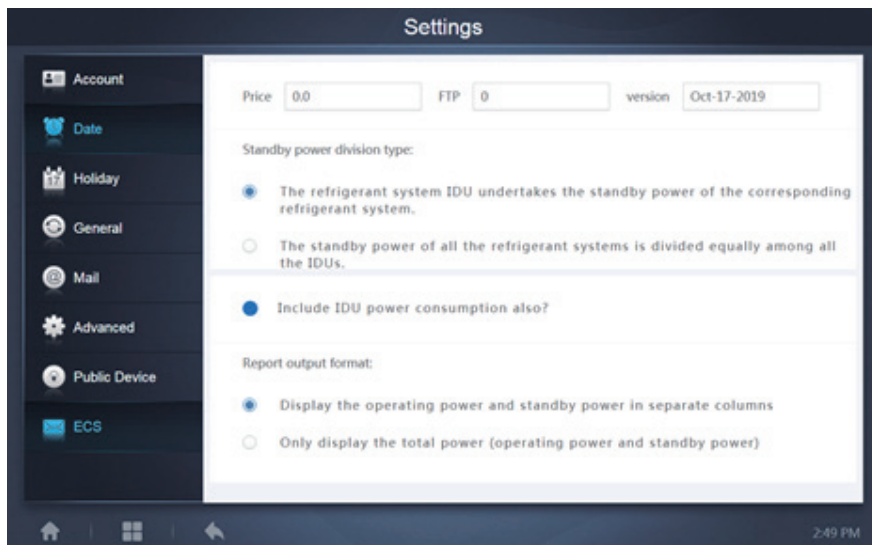 Settings
Account
Date
Holiday
General
Mail
Advanced
Public Device
ECS
Price 0.0 FTP 0 version Oct-17-2019
Standby power division type:
The refrigerant system IDU undertakes the standby power of the corresponding
refrigerant system.
The standby power of all the refrigerant systems is divided equally among all
the IDUs.
Include IDU power consumption also?
Report output format:
Display the operating power and standby power in separate columns
Only display the total power (operating power and standby power)
2:49 PM